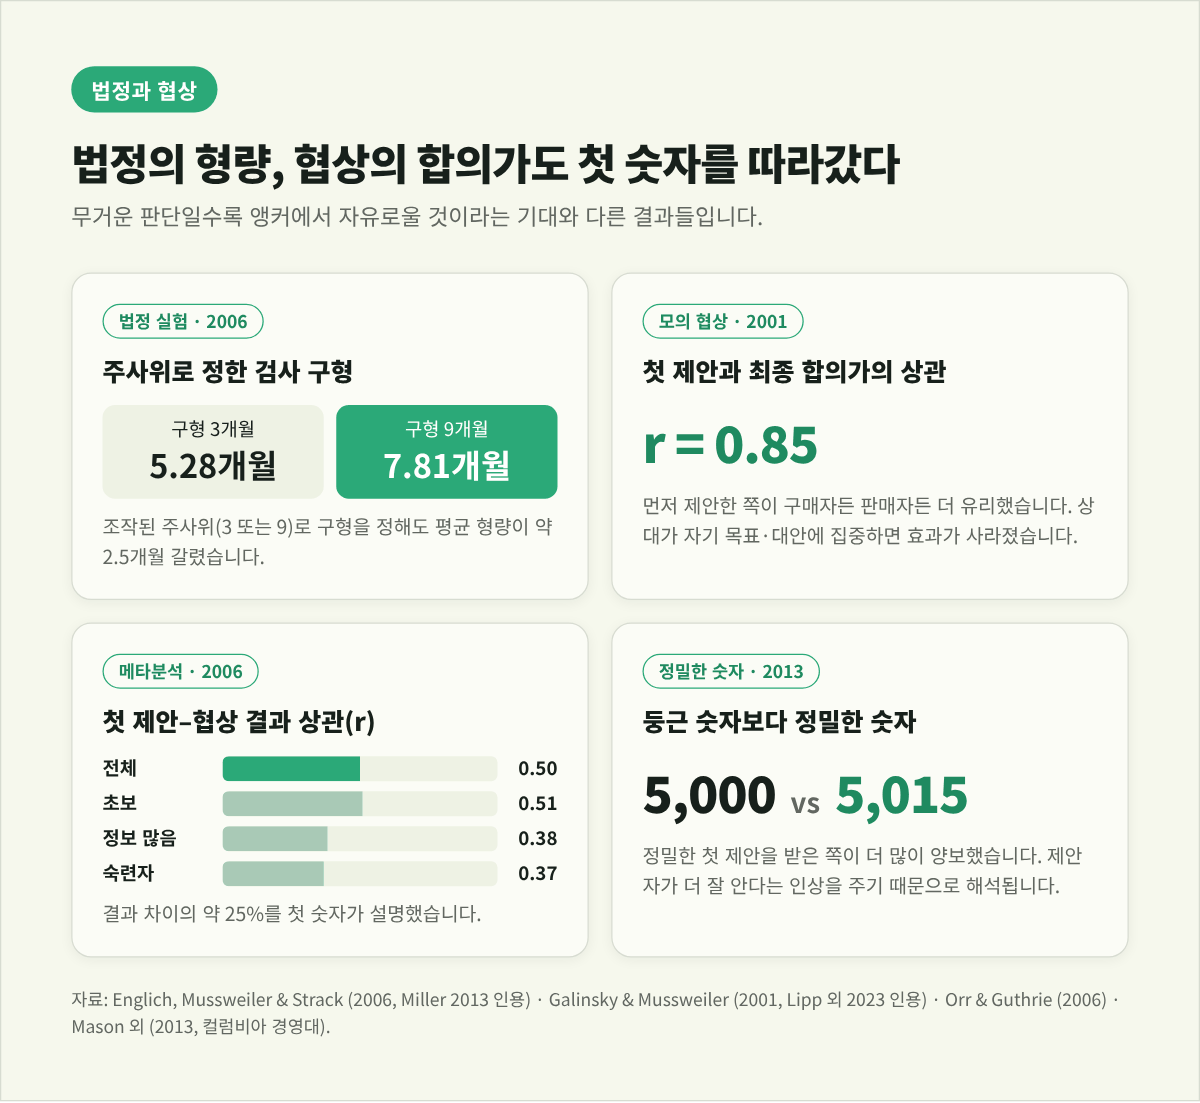 법정과 협상
법정의 형량, 협상의 합의가도 첫 숫자를 따라갔다
무거운 판단일수록 앵커에서 자유로울 것이라는 기대와 다른 결과들입니다.
법정 실험 · 2006
주사위로 정한 검사 구형
구형 3개월
5.28개월
구형 9개월
7.81개월
조작된 주사위(3 또는 9)로 구형을 정해도 평균 형량이 약
2.5개월 갈렸습니다.
모의 협상 · 2001
첫 제안과 최종 합의가의 상관
r = 0.85
먼저 제안한 쪽이 구매자든 판매자든 더 유리했습니다. 상
대가 자기 목표·대안에 집중하면 효과가 사라졌습니다.
메타분석 · 2006
첫 제안–협상 결과 상관(r)
전체 0.50
초보 0.51
정보 많음 0.38
숙련자 0.37
결과 차이의 약 25%를 첫 숫자가 설명했습니다.
정밀한 숫자 · 2013
둥근 숫자보다 정밀한 숫자
5,000 vs 5,015
정밀한 첫 제안을 받은 쪽이 더 많이 양보했습니다. 제안
자가 더 잘 안다는 인상을 주기 때문으로 해석됩니다.
자료: Englich, Mussweiler & Strack (2006, Miller 2013 인용) · Galinsky & Mussweiler (2001, Lipp 외 2023 인용) · Orr & Guthrie (2006) ·
Mason 외 (2013, 컬럼비아 경영대).